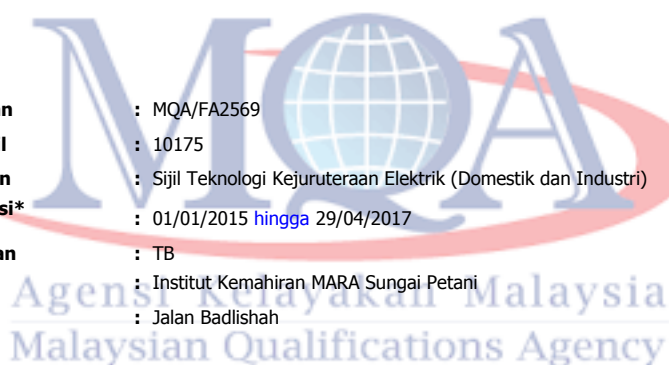 MQA
an : MQA/FA2569
l : 10175
n : Sijil Teknologi Kejuruteraan Elektrik (Domestik dan Industri)
si* : 01/01/2015 hingga 29/04/2017
an : TB
: Institut Kemahiran MARA Sungai Petani
: Jalan Badlishah
Agensi Kelayakan Malaysia
Malaysian Qualifications Agency